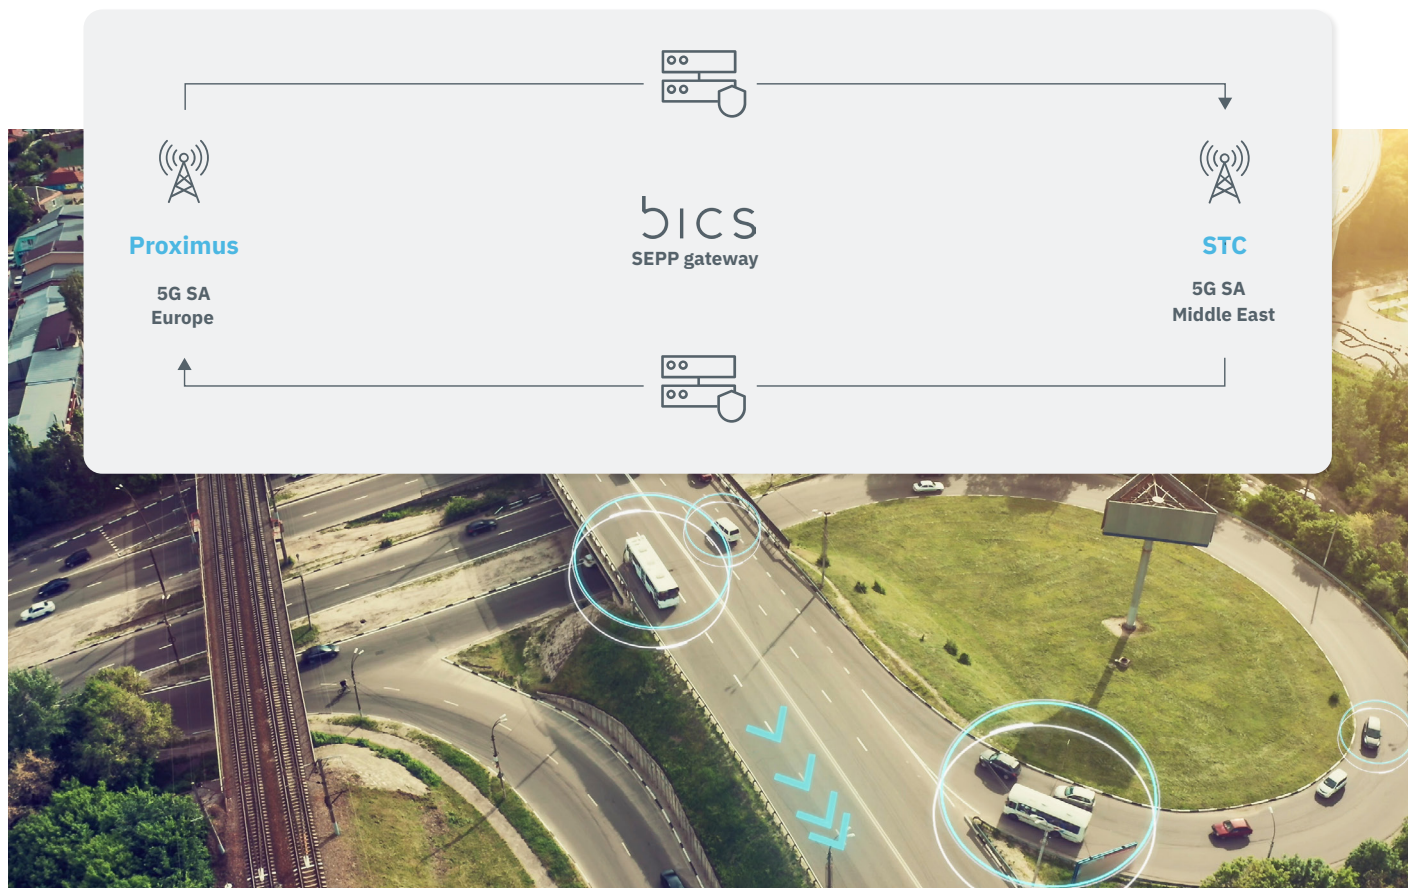 bics
SEPP gateway
Proximus
5G SA
Europe
STC
5G SA
Middle East